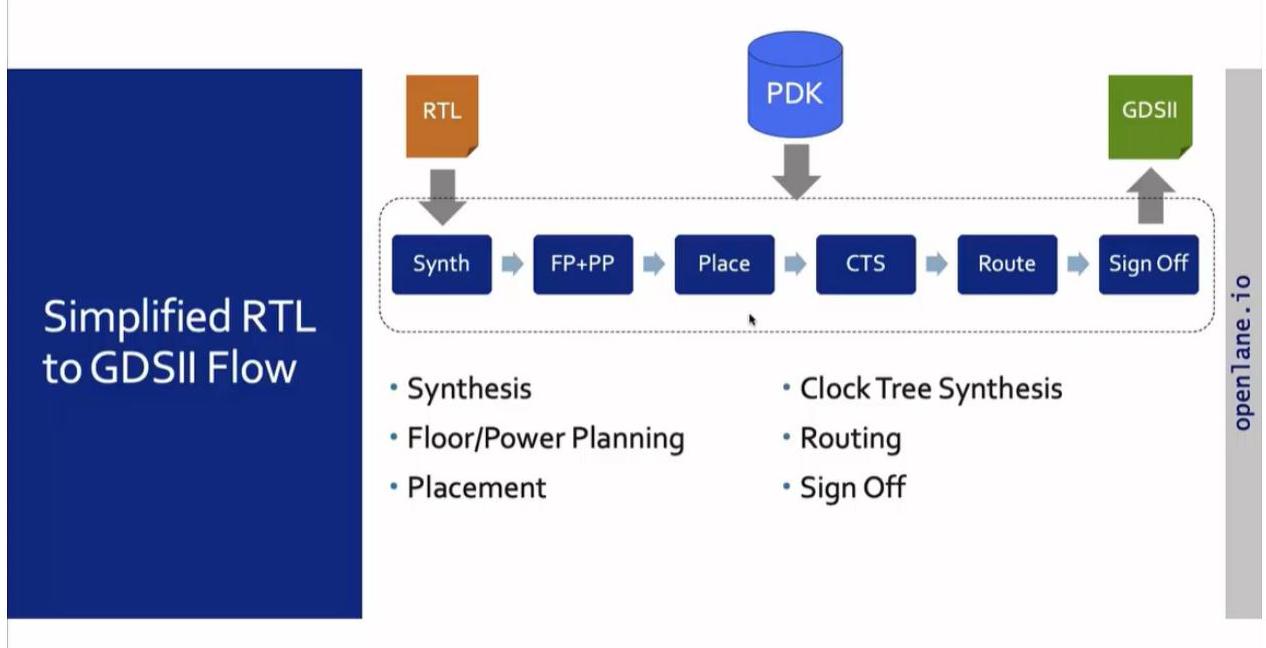 Simplified RTL
to GDSII Flow
RTL
PDK
GDSII
Synth
FP+PP
Place
CTS
Route
Sign Off
• Synthesis
• Floor/Power Planning
• Placement
• Clock Tree Synthesis
• Routing
• Sign Off
openlane.io